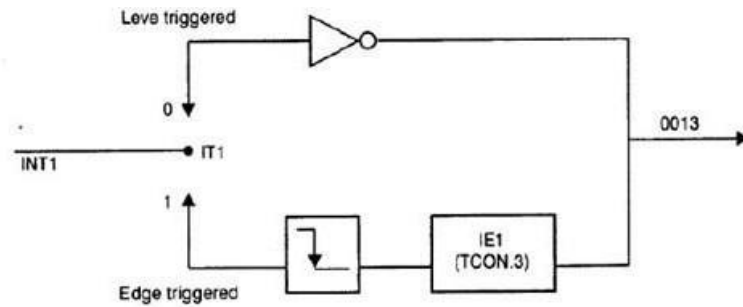 Leve triggered
0
INT1
IT1
0013
1
IE1
(TCON.3)
Edge triggered